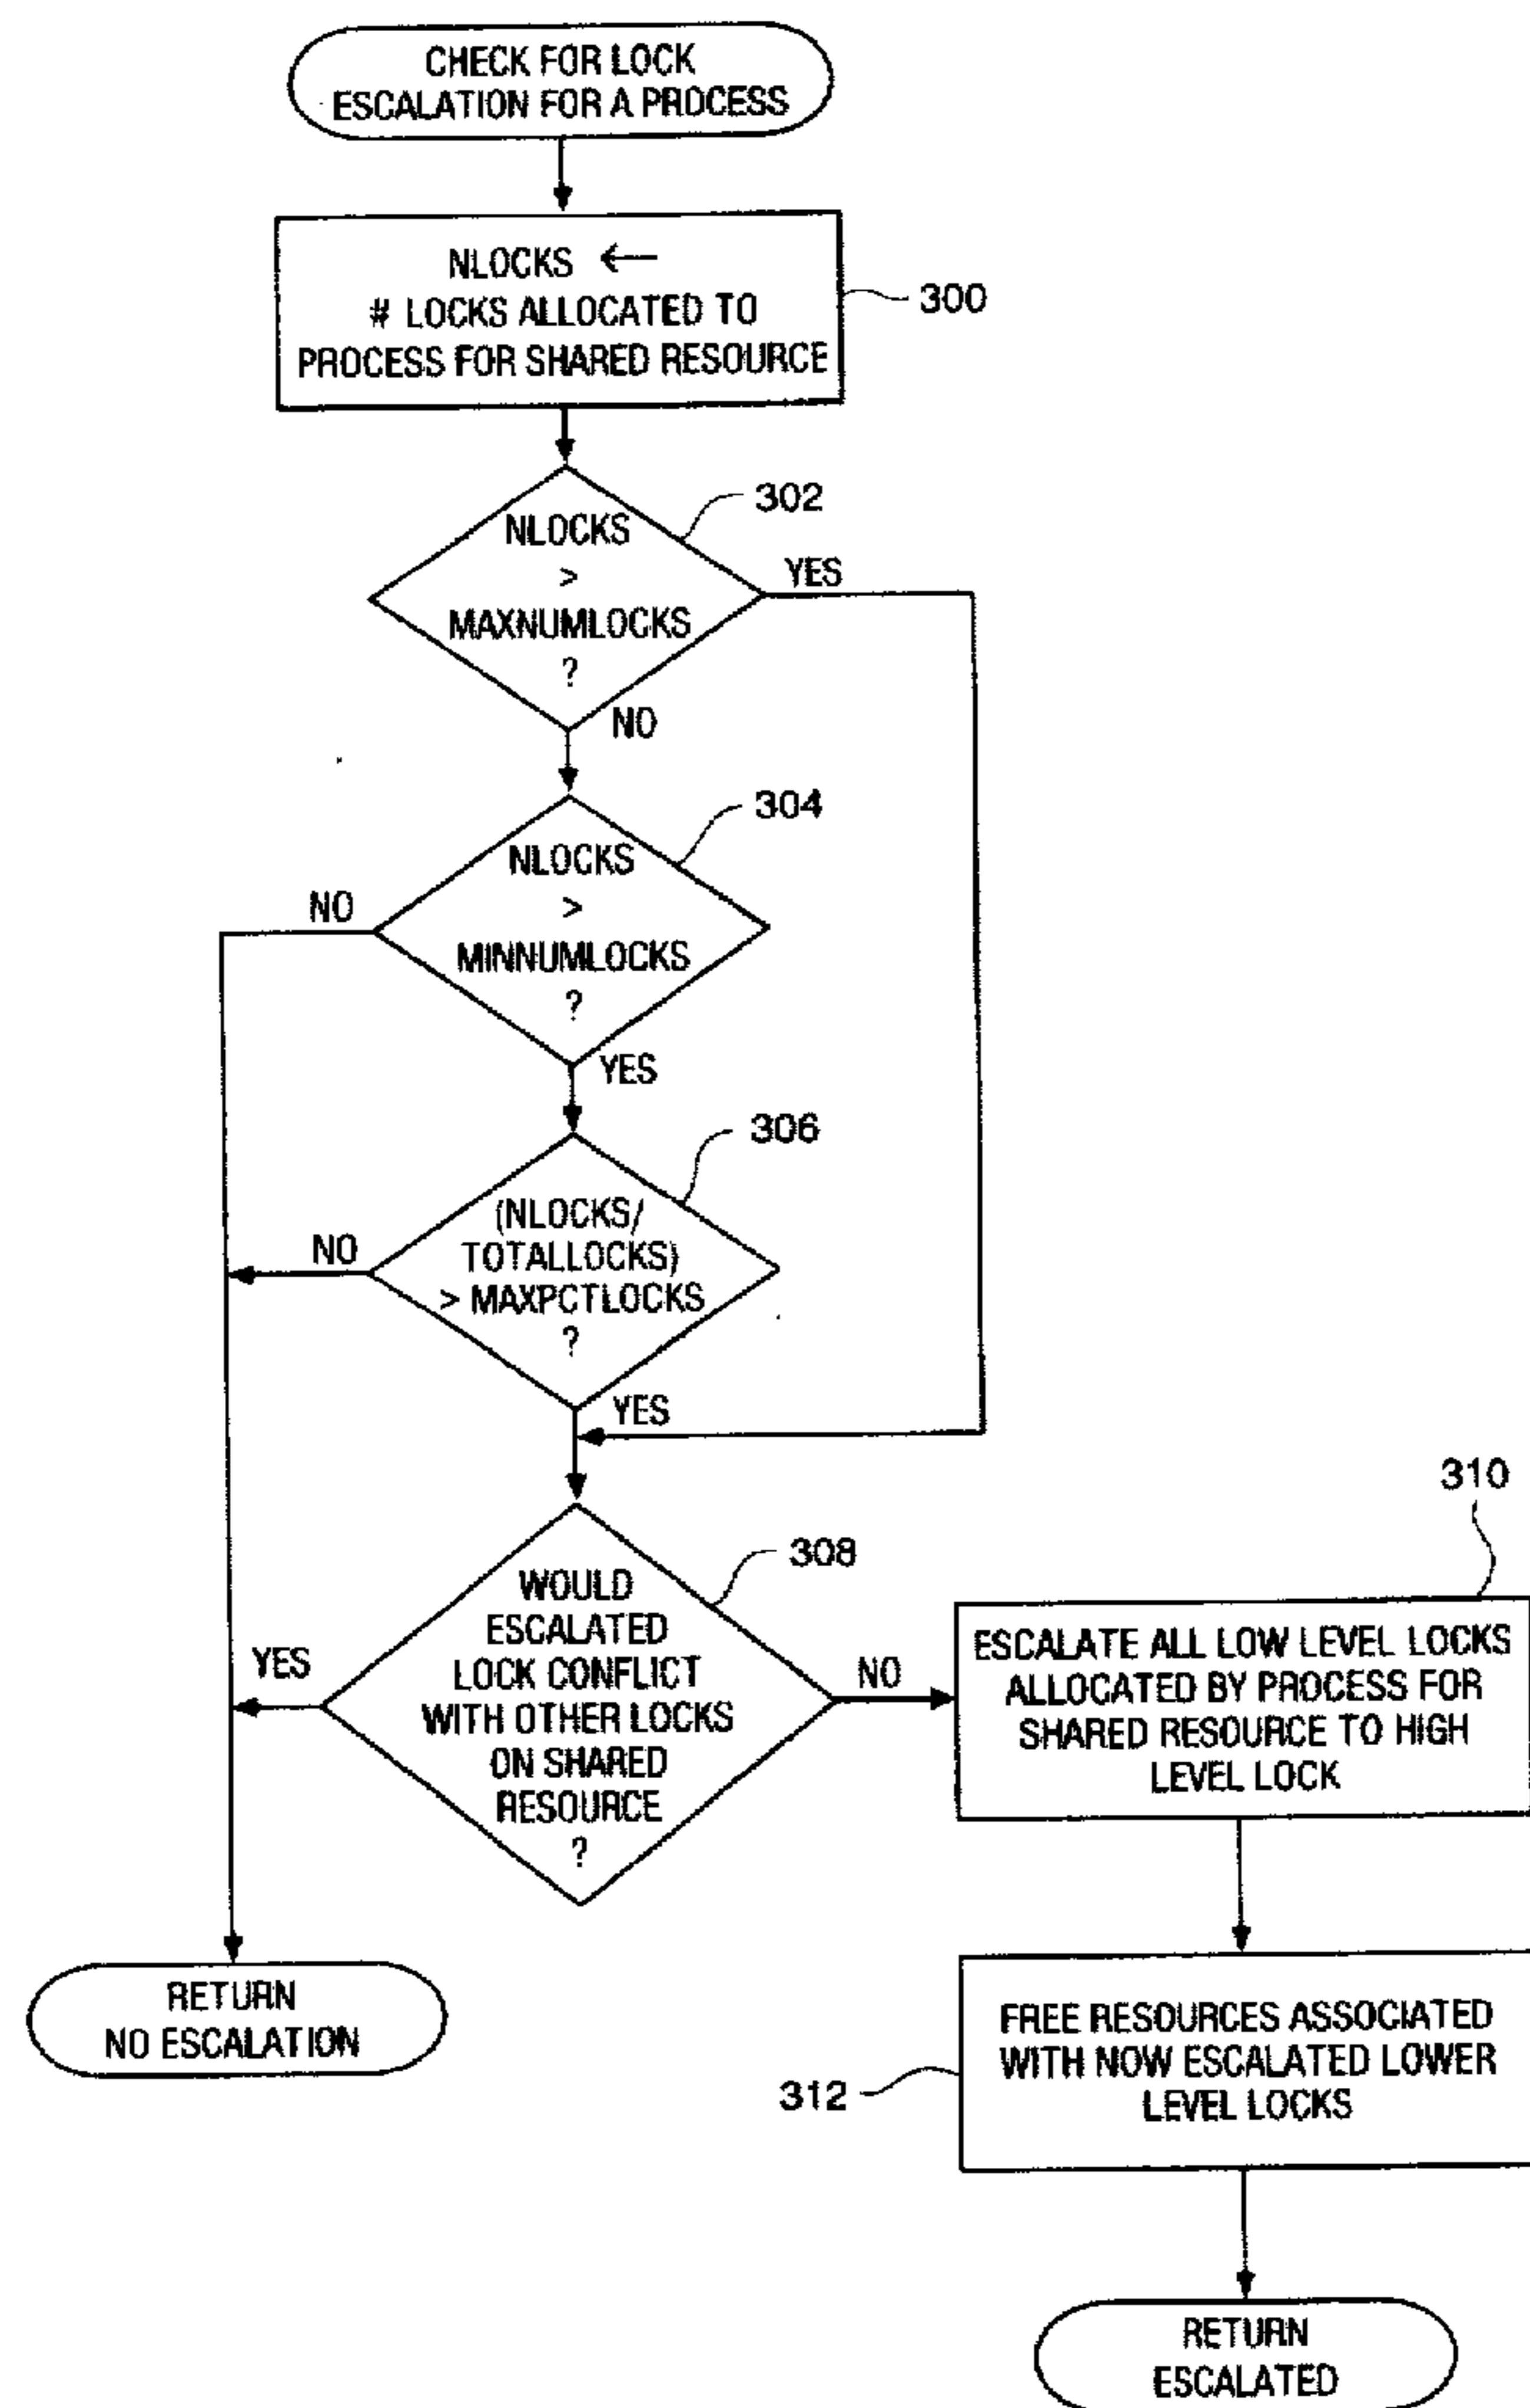 CHECK FOR LOCK
ESCALATION FOR A PROCESS
NLOCKS ←
# LOCKS ALLOCATED TO
PROCESS FOR SHARED RESOURCE
300
302
NLOCKS
>
MAXNUMLOCKS
?
YES
NO
304
NLOCKS
>
MINNUMLOCKS
?
NO
YES
306
(NLOCKS/
TOTALLOCKS)
> MAXPCTLOCKS
?
NO
YES
308
WOULD
ESCALATED
LOCK CONFLICT
WITH OTHER LOCKS
ON SHARED
RESOURCE
?
YES
NO
310
ESCALATE ALL LOW LEVEL LOCKS
ALLOCATED BY PROCESS FOR
SHARED RESOURCE TO HIGH
LEVEL LOCK
RETURN
NO ESCALATION
FREE RESOURCES ASSOCIATED
WITH NOW ESCALATED LOWER
LEVEL LOCKS
312
RETURN
ESCALATED